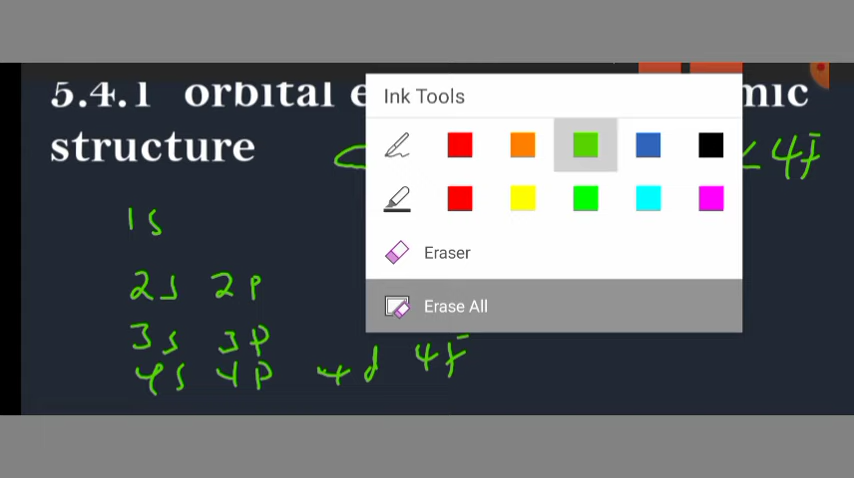 5.4.1 orbital e mic
structure < 4f
1s
2s 2p
3s 3p
4s 4p 4d 4f
Ink Tools
Eraser
Erase All